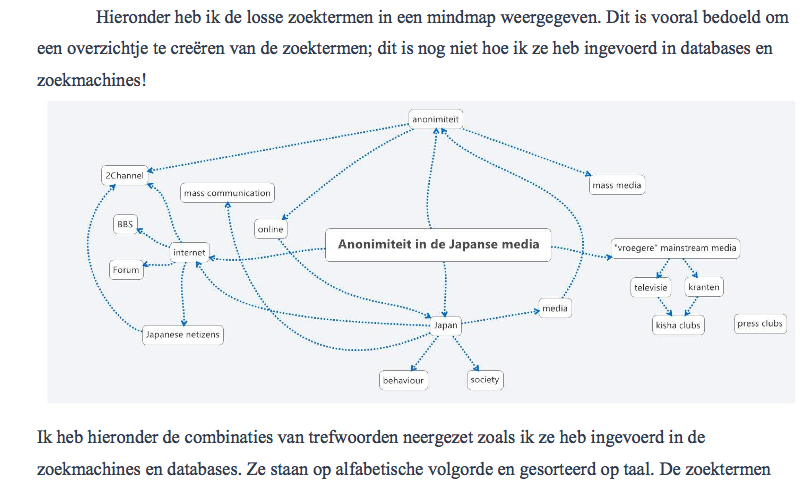 Hieronder heb ik de losse zoektermen in een mindmap weergegeven. Dit is vooral bedoeld om
een overzichtje te creëren van de zoektermen; dit is nog niet hoe ik ze heb ingevoerd in databases en
zoekmachines!
anonimiteit
2Channel
mass media
mass communication
BBS
online
Anonimiteit in de Japanse media
"vroegere" mainstream media
internet
Forum
televisie
kranten
media
Japanse netizens
Japan
kisha clubs
press clubs
behaviour
society
Ik heb hieronder de combinaties van trefwoorden neergezet zoals ik ze heb ingevoerd in de
zoekmachines en databases. Ze staan op alfabetische volgorde en gesorteerd op taal. De zoektermen